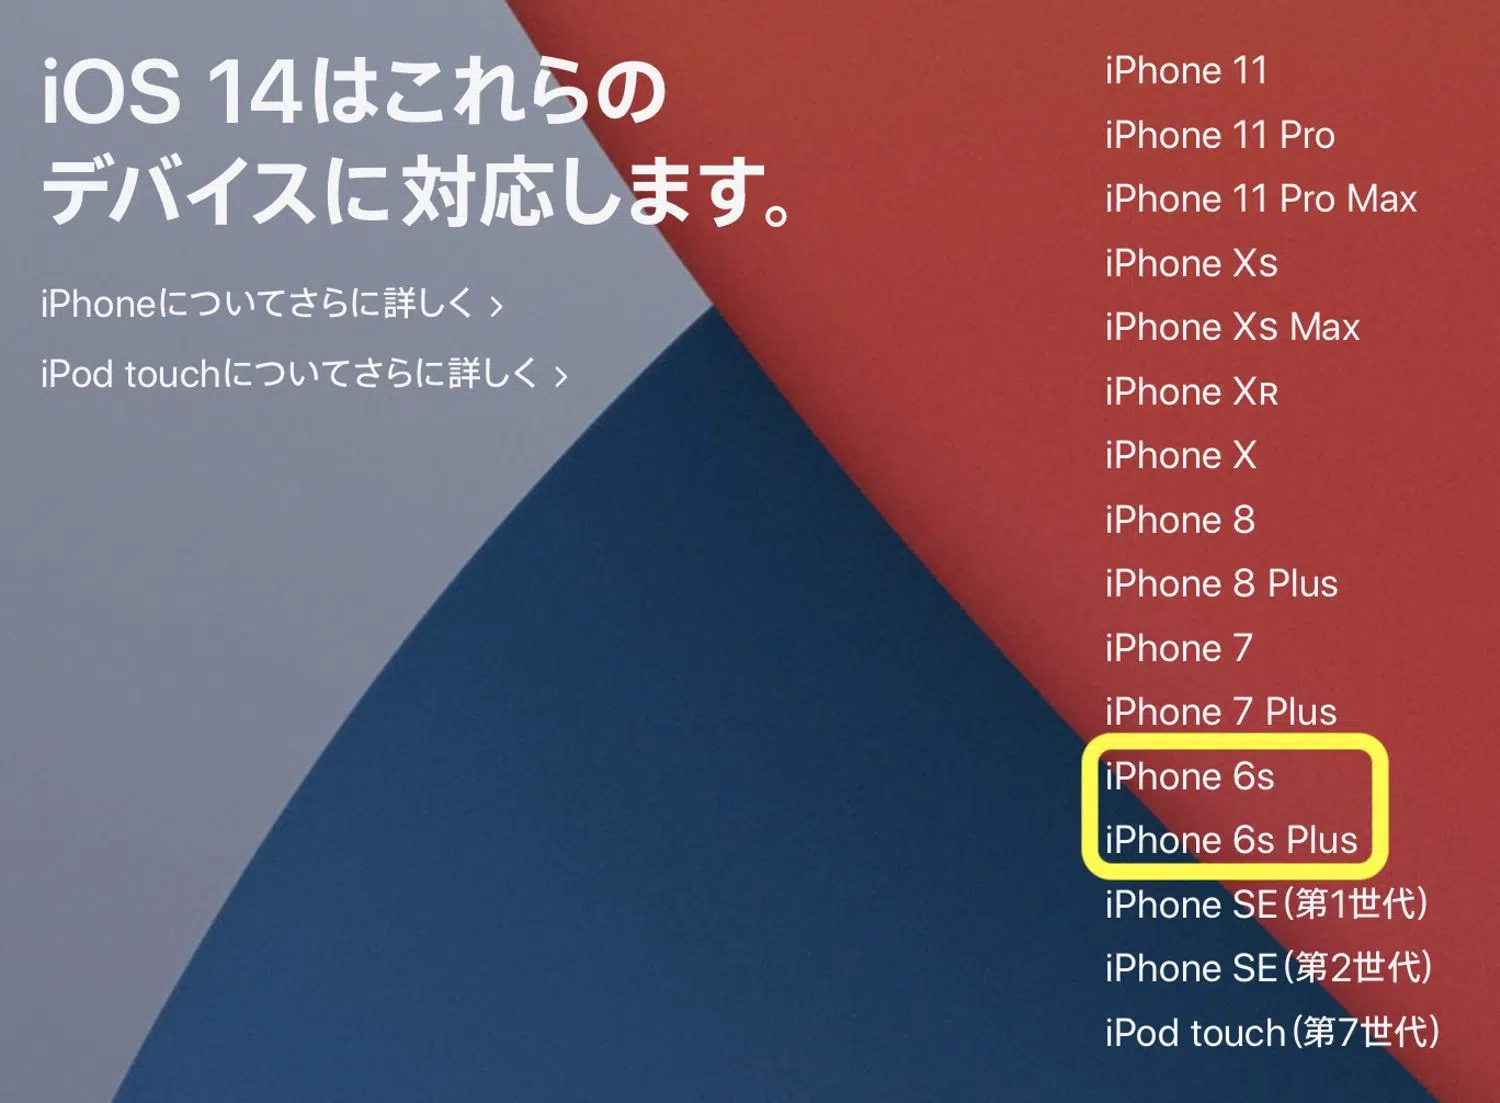 iOS 14はこれらの
デバイスに対応します。
iPhoneについてさらに詳しく >
iPod touchについてさらに詳しく >
iPhone 11
iPhone 11 Pro
iPhone 11 Pro Max
iPhone Xs
iPhone Xs Max
iPhone XR
iPhone X
iPhone 8
iPhone 8 Plus
iPhone 7
iPhone 7 Plus
iPhone 6s
iPhone 6s Plus
iPhone SE(第1世代)
iPhone SE(第2世代)
iPod touch(第7世代)